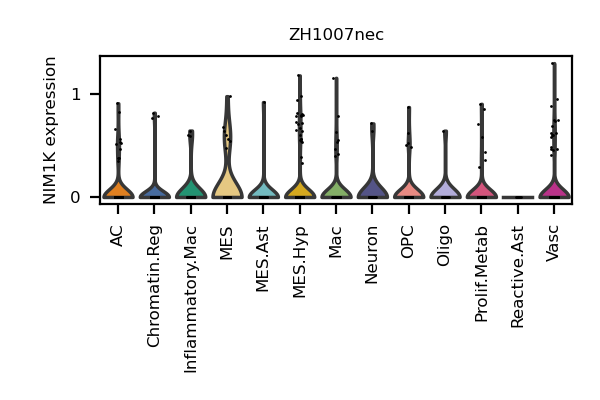 ZH1007nec
NIM1K expression
1
0
AC
Chromatin.Reg
Inflammatory.Mac
MES
MES.Ast
MES.Hyp
Mac
Neuron
OPC
Oligo
Prolif.Metab
Reactive.Ast
Vasc